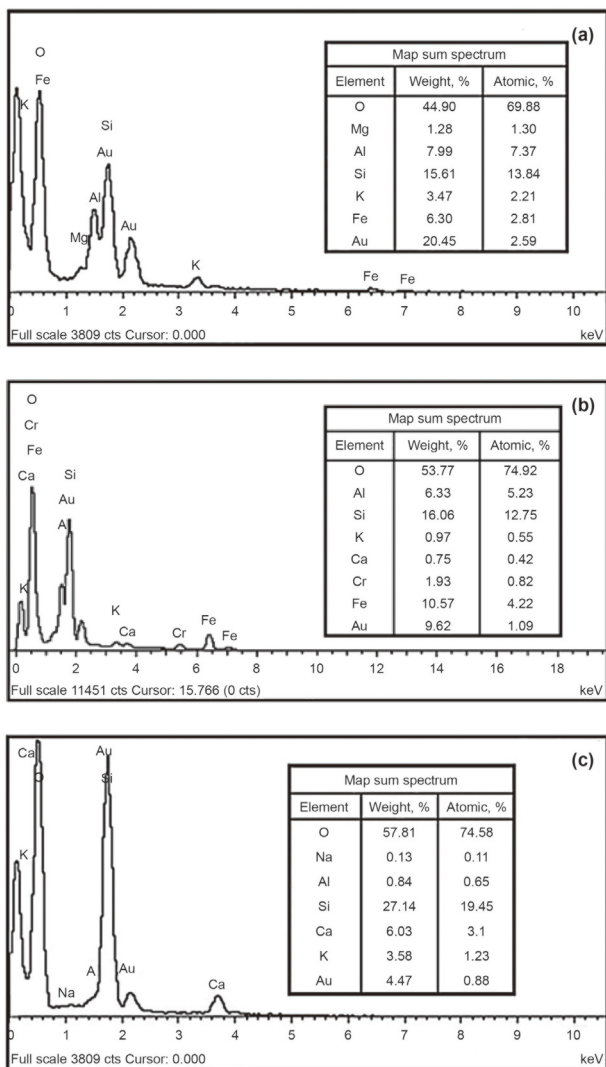 (a)
O
Fe
K
Si
Au
Al
Mg
Au
K
Fe
Fe
Map sum spectrum
Element Weight, % Atomic, %
O 44.90 69.88
Mg 1.28 1.30
Al 7.99 7.37
Si 15.61 13.84
K 3.47 2.21
Fe 6.30 2.81
Au 20.45 2.59
0 1 2 3 4 5 6 7 8 9 10
Full scale 3809 cts Cursor: 0.000 keV
(b)
O
Cr
Fe
Ca
Si
Au
Al
K
K
Ca
Cr
Fe
Fe
Map sum spectrum
Element Weight, % Atomic, %
O 53.77 74.92
Al 6.33 5.23
Si 16.06 12.75
K 0.97 0.55
Ca 0.75 0.42
Cr 1.93 0.82
Fe 10.57 4.22
Au 9.62 1.09
0 2 4 6 8 10 12 14 16 18
Full scale 11451 cts Cursor: 15.766 (0 cts) keV
(c)
Ca
O
K
Au
Si
Na
A
Au
Ca
Map sum spectrum
Element Weight, % Atomic, %
O 57.81 74.58
Na 0.13 0.11
Al 0.84 0.65
Si 27.14 19.45
Ca 6.03 3.1
K 3.58 1.23
Au 4.47 0.88
0 1 2 3 4 5 6 7 8 9 10
Full scale 3809 cts Cursor: 0.000 keV